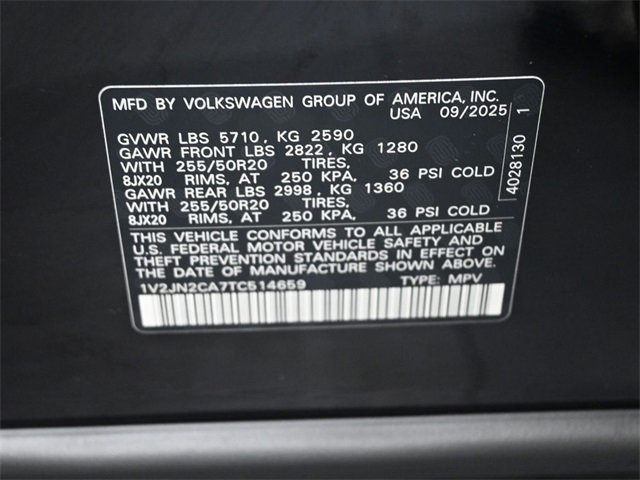 MFD BY VOLKSWAGEN GROUP OF AMERICA, INC.
USA 09/2025
GVWR LBS 5710, KG 2590
GAWR FRONT LBS 2822, KG 1280
WITH 255/50R20 TIRES,
8JX20 RIMS, AT 250 KPA, 36 PSI COLD
GAWR REAR LBS 2998, KG 1360
WITH 255/50R20 TIRES,
8JX20 RIMS, AT 250 KPA, 36 PSI COLD
THIS VEHICLE CONFORMS TO ALL APPLICABLE
U.S. FEDERAL MOTOR VEHICLE SAFETY AND
THEFT PREVENTION STANDARDS IN EFFECT ON
THE DATE OF MANUFACTURE SHOWN ABOVE.
1V2JN2CA7TC514659 TYPE: MPV
4028130 1